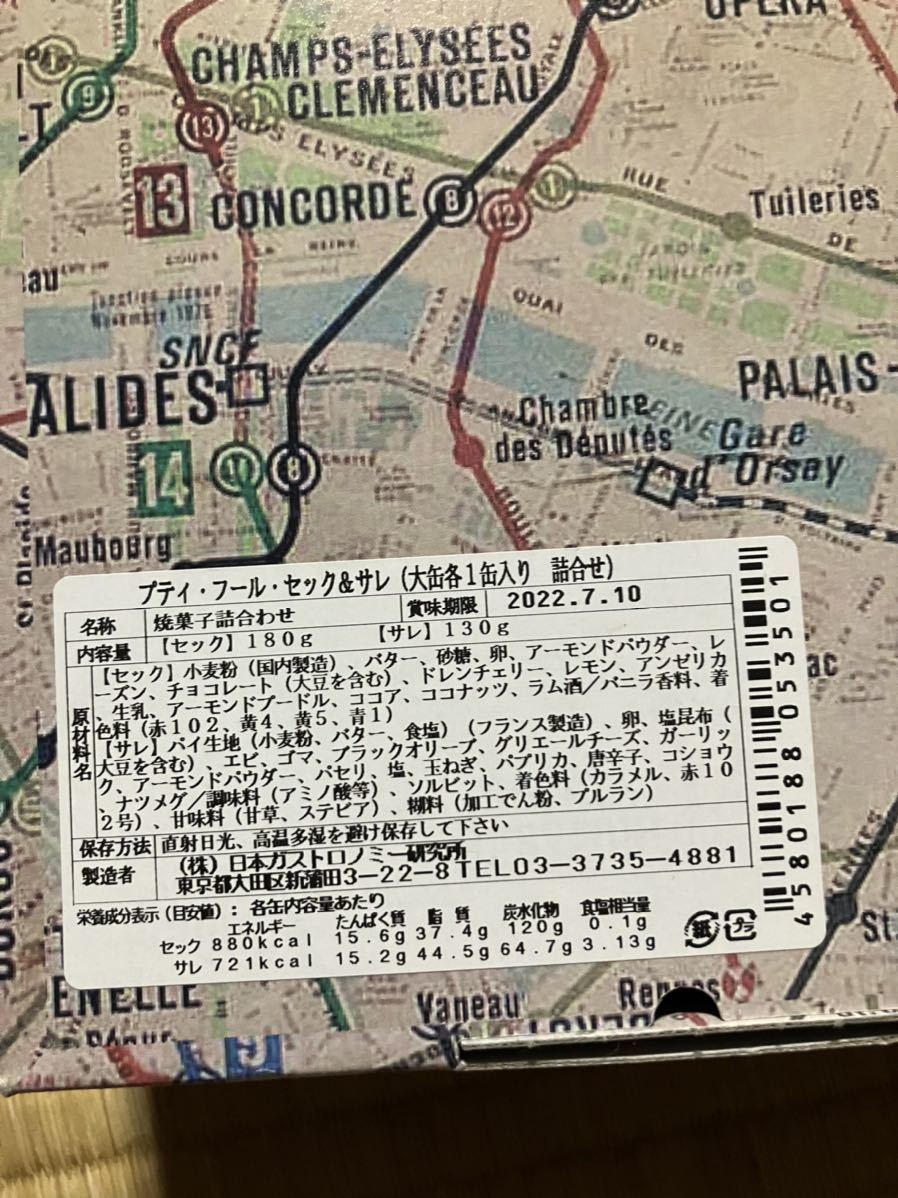 OPERA
CHAMPS-ELYSÉES
CLEMENCEAU
9
13
ELYSÉES
13 CONCORDE 8 12
RUE
Tuileries
DE
COURS LA REINE
JARDIN
TUILERIES
QUAI
DES
SNCF
ALIDES
PALAIS-
Chambre
des Députés
SEINE
Gare
d'Orsay
14
8
Maubourg
プティ・フール・セック&サレ(大缶各1缶入り 詰合せ)
名称 焼菓子詰合わせ 賞味期限 2022.7.10
内容量 【セック】180g 【サレ】130g
原材料名
【セック】小麦粉(国内製造)、バター、砂糖、卵、アーモンドパウダー、レ
ーズン、チョコレート(大豆を含む)、ドレンチェリー、レモン、アンゼリカ
、生乳、アーモンドプードル、ココア、ココナッツ、ラム酒/バニラ香料、着
色料(赤102、黄4、黄5、青1)
【サレ】パイ生地(小麦粉、バター、食塩)(フランス製造)、卵、塩昆布(
大豆を含む)、エビ、ゴマ、ブラックオリーブ、グリエールチーズ、ガーリッ
ク、アーモンドパウダー、パセリ、塩、玉ねぎ、パプリカ、唐辛子、コショウ
、ナツメグ/調味料(アミノ酸等)、ソルビット、着色料(カラメル、赤10
2号)、甘味料(甘草、ステビア)、糊料(加工でん粉、プルラン)
保存方法 直射日光、高温多湿を避け保存して下さい
製造者 (株)日本ガストロノミー研究所
東京都大田区新蒲田3-22-8TEL03-3735-4881
栄養成分表示(目安値):各缶内容量あたり
エネルギー たんぱく質 脂質 炭水化物 食塩相当量
セック 880kcal 15.6g 37.4g 120g 0.1g
サレ 721kcal 15.2g 44.5g 64.7g 3.13g
紙 プラ
4580188053501
St.
Vaneau
Rennes